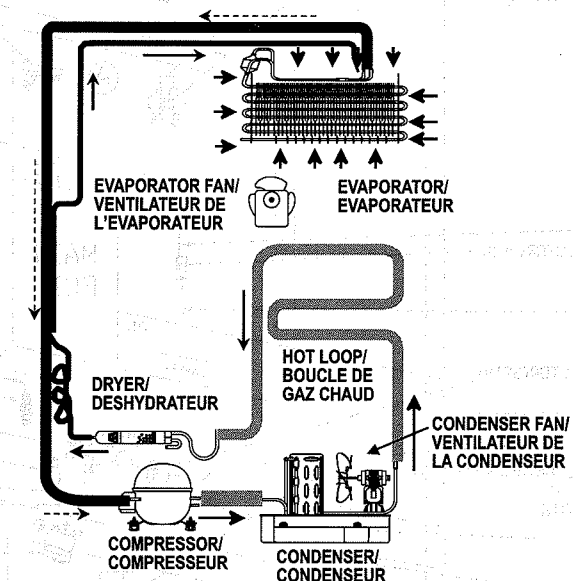 EVAPORATOR FAN/
VENTILATEUR DE
L'EVAPORATEUR
EVAPORATOR/
EVAPORATEUR
HOT LOOP/
BOUCLE DE
GAZ CHAUD
DRYER/
DESHYDRATEUR
CONDENSER FAN/
VENTILATEUR DE
LA CONDENSEUR
COMPRESSOR/
COMPRESSEUR
CONDENSER/
CONDENSEUR